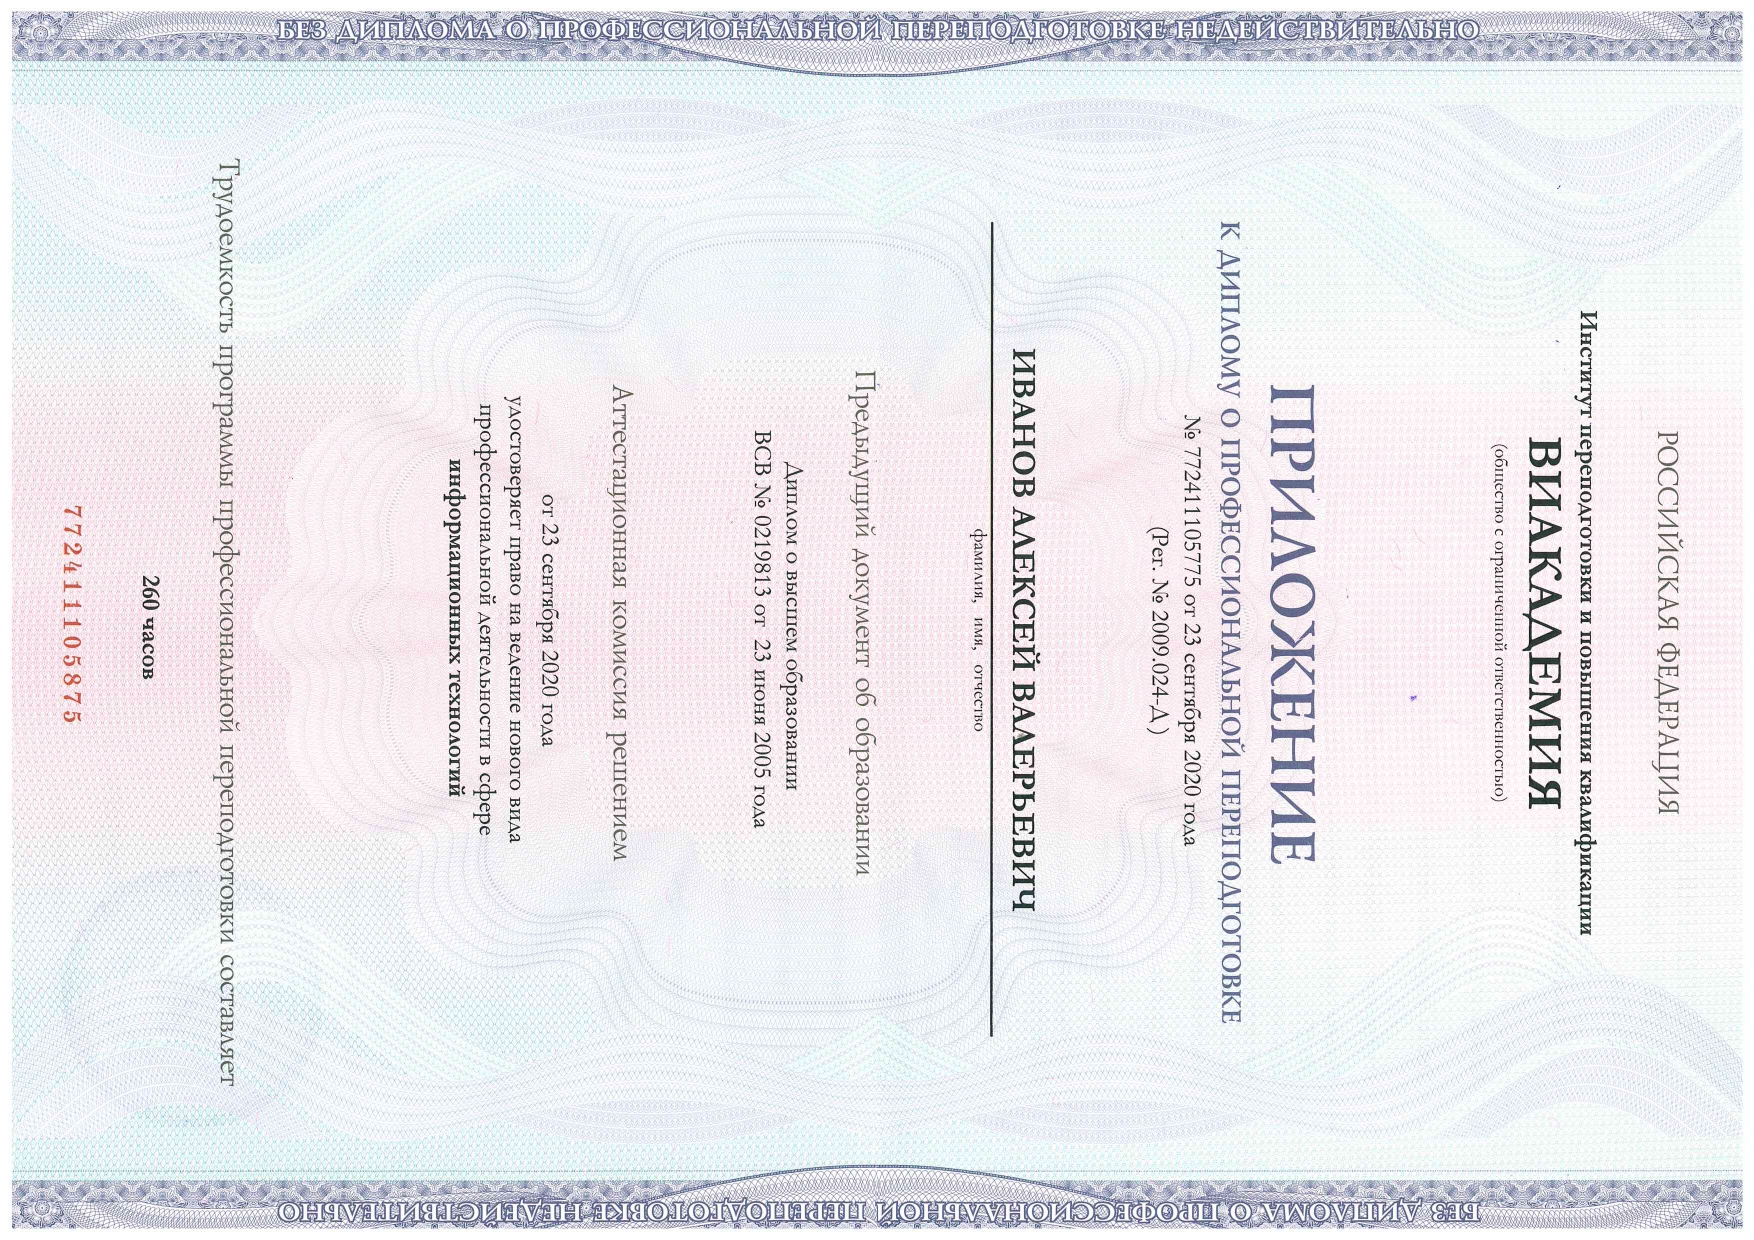 РОССИЙСКАЯ ФЕДЕРАЦИЯ
Институт переподготовки и повышения квалификации
ВИАКАДЕМИЯ
(общество с ограниченной ответственностью)
ПРИЛОЖЕНИЕ
К ДИПЛОМУ О ПРОФЕССИОНАЛЬНОЙ ПЕРЕПОДГОТОВКЕ
№ 772411105775 от 23 сентября 2020 года
(Рег. № 2009.024-Д )
ИВАНОВ АЛЕКСЕЙ ВАЛЕРЬЕВИЧ
фамилия, имя, отчество
Предыдущий документ об образовании
Диплом о высшем образовании
ВСВ № 0219813 от 23 июня 2005 года
Аттестационная комиссия решением
от 23 сентября 2020 года
удостоверяет право на ведение нового вида
профессиональной деятельности в сфере
информационных технологий
Трудоемкость программы профессиональной переподготовки составляет
260 часов
772411105875
БЕЗ ДИПЛОМА О ПРОФЕССИОНАЛЬНОЙ ПЕРЕПОДГОТОВКЕ НЕДЕЙСТВИТЕЛЬНО
БЕЗ ДИПЛОМА О ПРОФЕССИОНАЛЬНОЙ ПЕРЕПОДГОТОВКЕ НЕДЕЙСТВИТЕЛЬНО